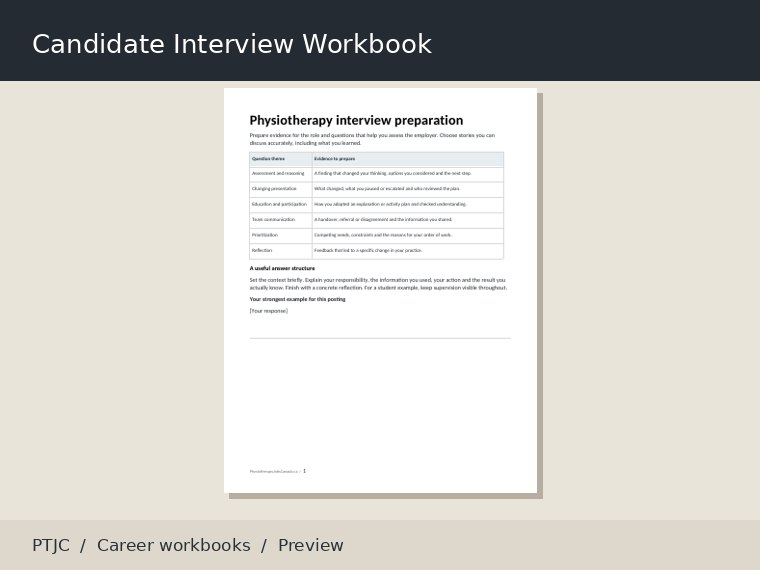 Candidate Interview Workbook
Physiotherapy interview preparation
Prepare evidence for the role and questions that help you assess the employer. Choose stories you can
discuss accurately, including what you learned.
Question theme Evidence to prepare
Assessment and reasoning A finding that changed your thinking, options you considered and the next step.
Changing presentation What changed, what you paused or escalated and who reviewed the plan.
Education and participation How you adapted an explanation or activity plan and checked understanding.
Team communication A handover, referral or disagreement and the information you shared.
Prioritization Competing needs, constraints and the reasons for your order of work.
Reflection Feedback that led to a specific change in your practice.
A useful answer structure
Set the context briefly. Explain your responsibility, the information you used, your action and the result you
actually know. Finish with a concrete reflection. For a student example, keep supervision visible throughout.
Your strongest example for this posting
[Your response]
1
PTJC / Career workbooks / Preview